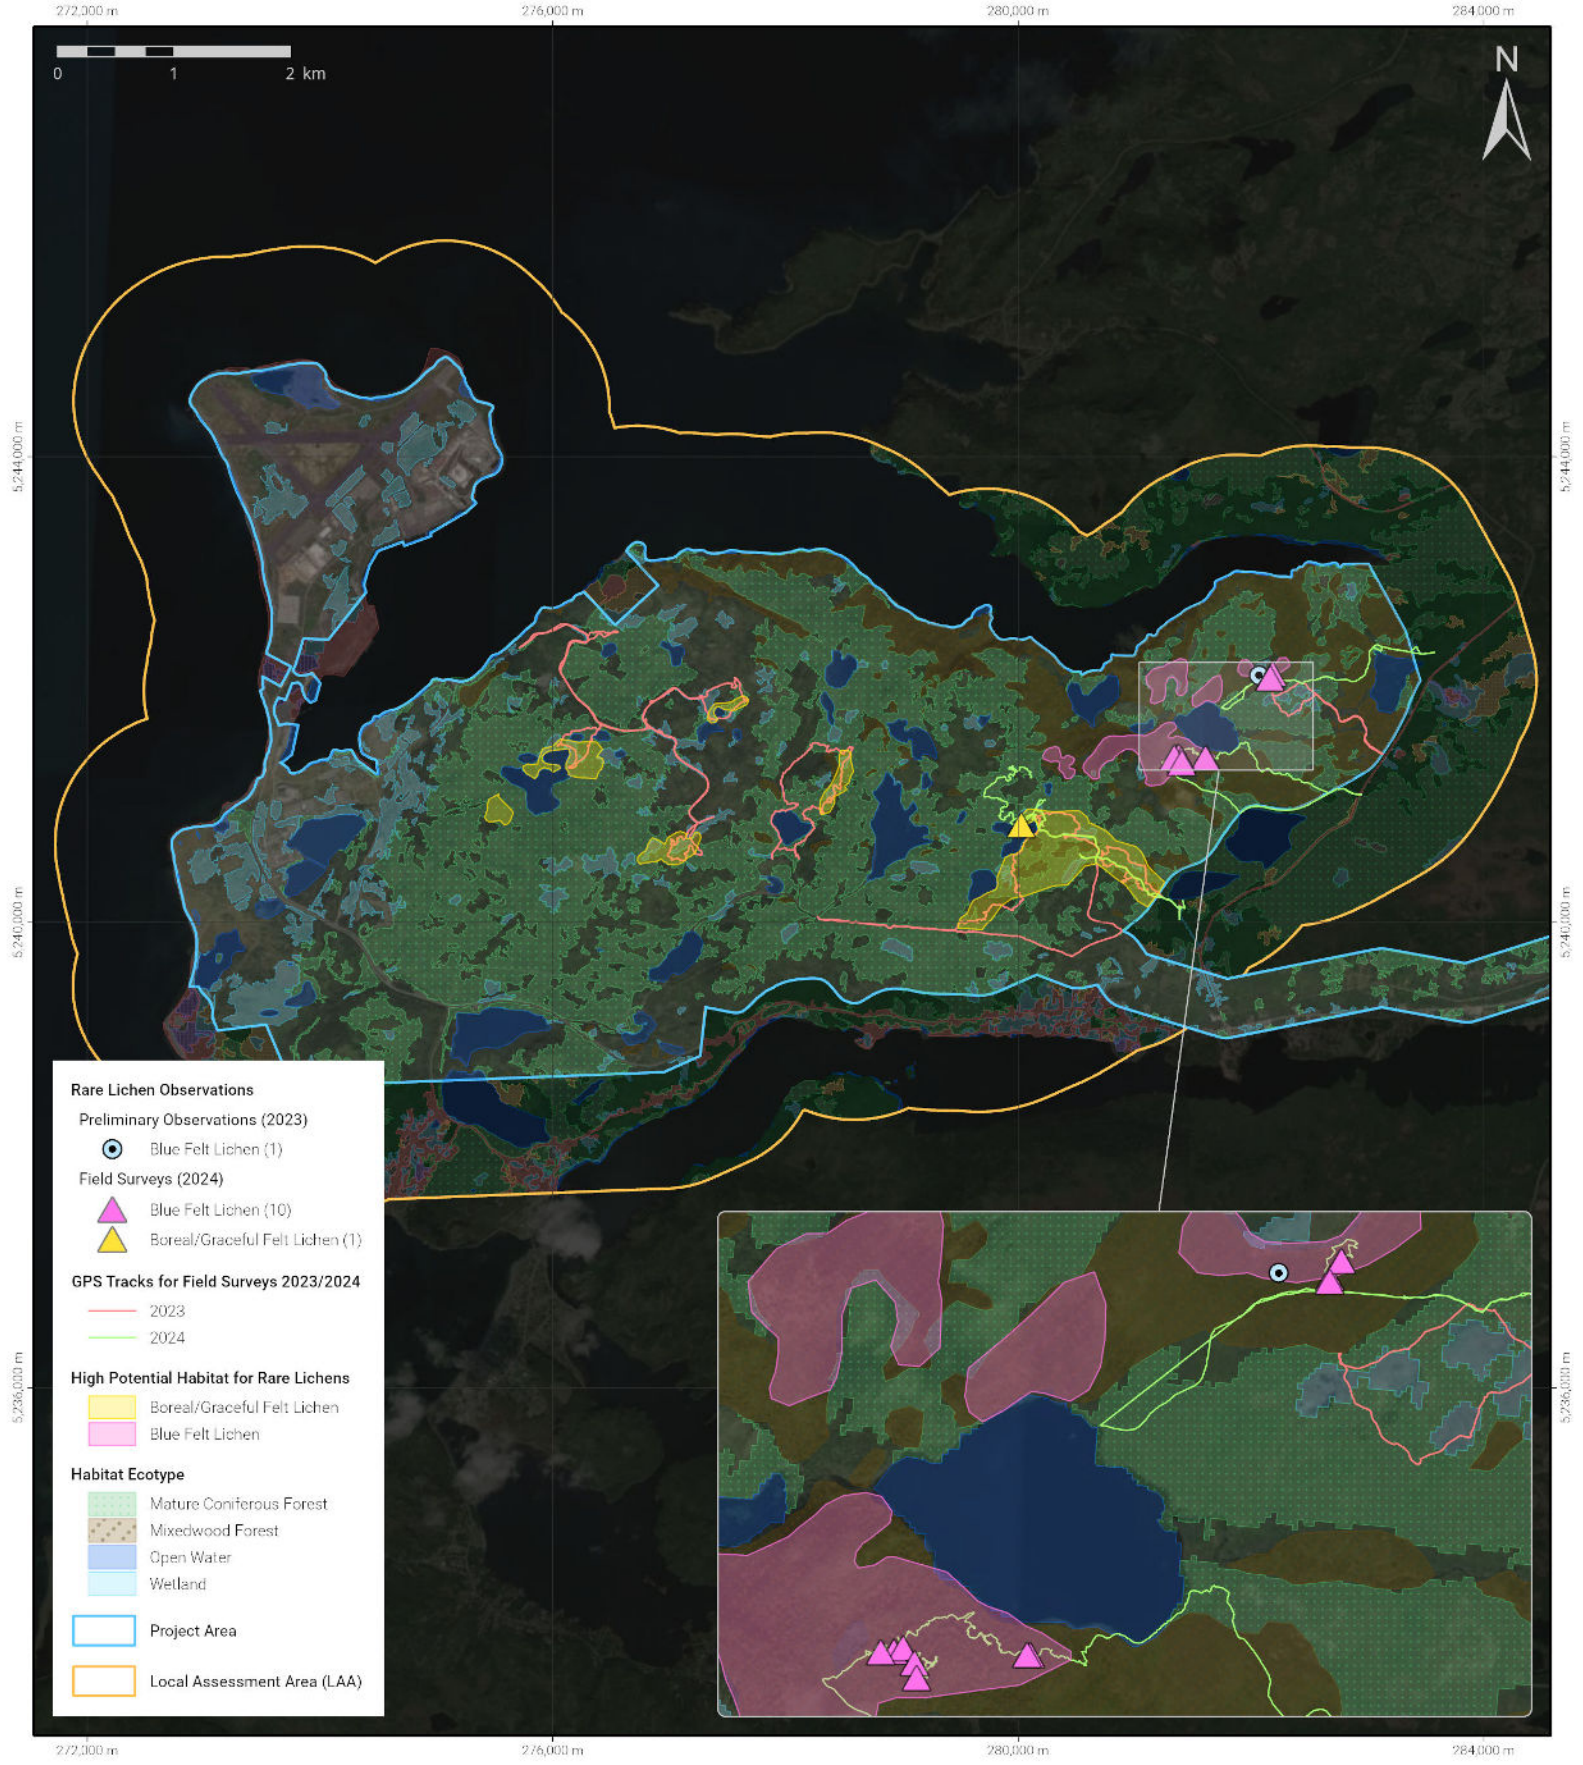 272,000 m 276,000 m 280,000 m 284,000 m
0 1 2 km
N
5,244,000 m 5,244,000 m
5,240,000 m 5,240,000 m
5,236,000 m 5,236,000 m
Rare Lichen Observations
Preliminary Observations (2023)
Blue Felt Lichen (1)
Field Surveys (2024)
Blue Felt Lichen (10)
Boreal/Graceful Felt Lichen (1)
GPS Tracks for Field Surveys 2023/2024
2023
2024
High Potential Habitat for Rare Lichens
Boreal/Graceful Felt Lichen
Blue Felt Lichen
Habitat Ecotype
Mature Coniferous Forest
Mixedwood Forest
Open Water
Wetland
Project Area
Local Assessment Area (LAA)
272,000 m 276,000 m 280,000 m 284,000 m